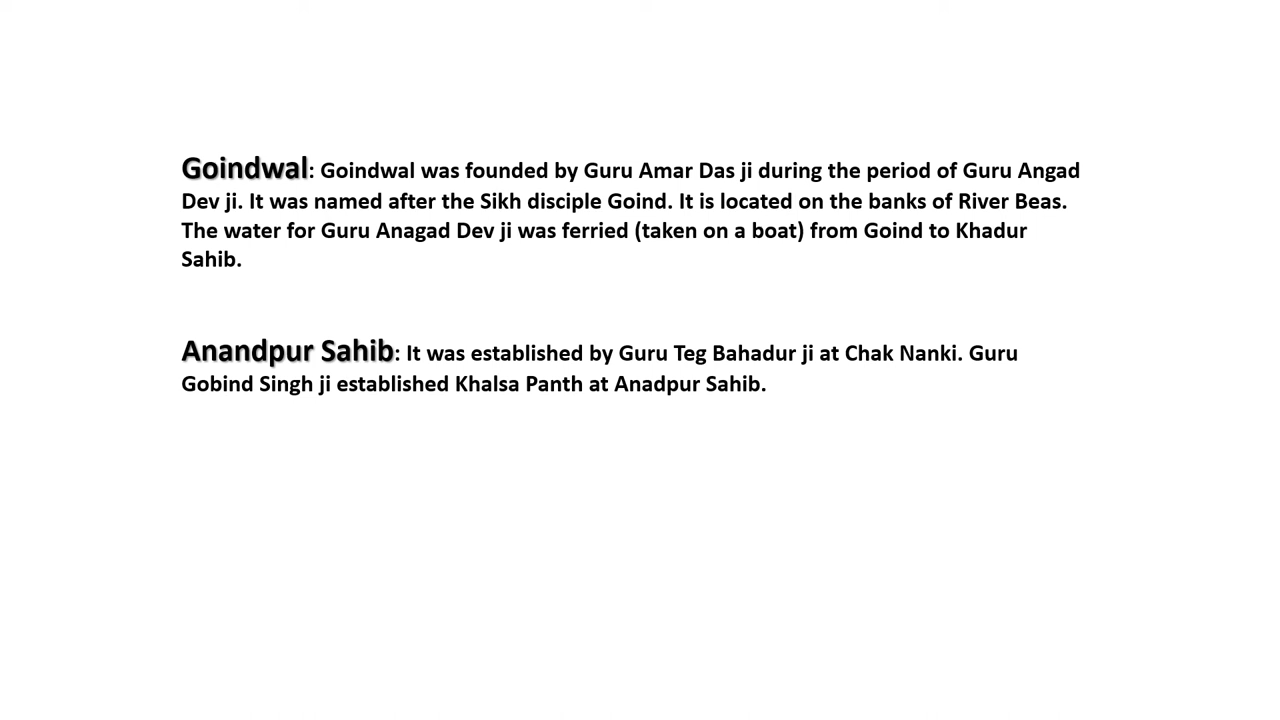 Goindwal: Goindwal was founded by Guru Amar Das ji during the period of Guru Angad
Dev ji. It was named after the Sikh disciple Goind. It is located on the banks of River Beas.
The water for Guru Anagad Dev ji was ferried (taken on a boat) from Goind to Khadur
Sahib.
Anandpur Sahib: It was established by Guru Teg Bahadur ji at Chak Nanki. Guru
Gobind Singh ji established Khalsa Panth at Anadpur Sahib.